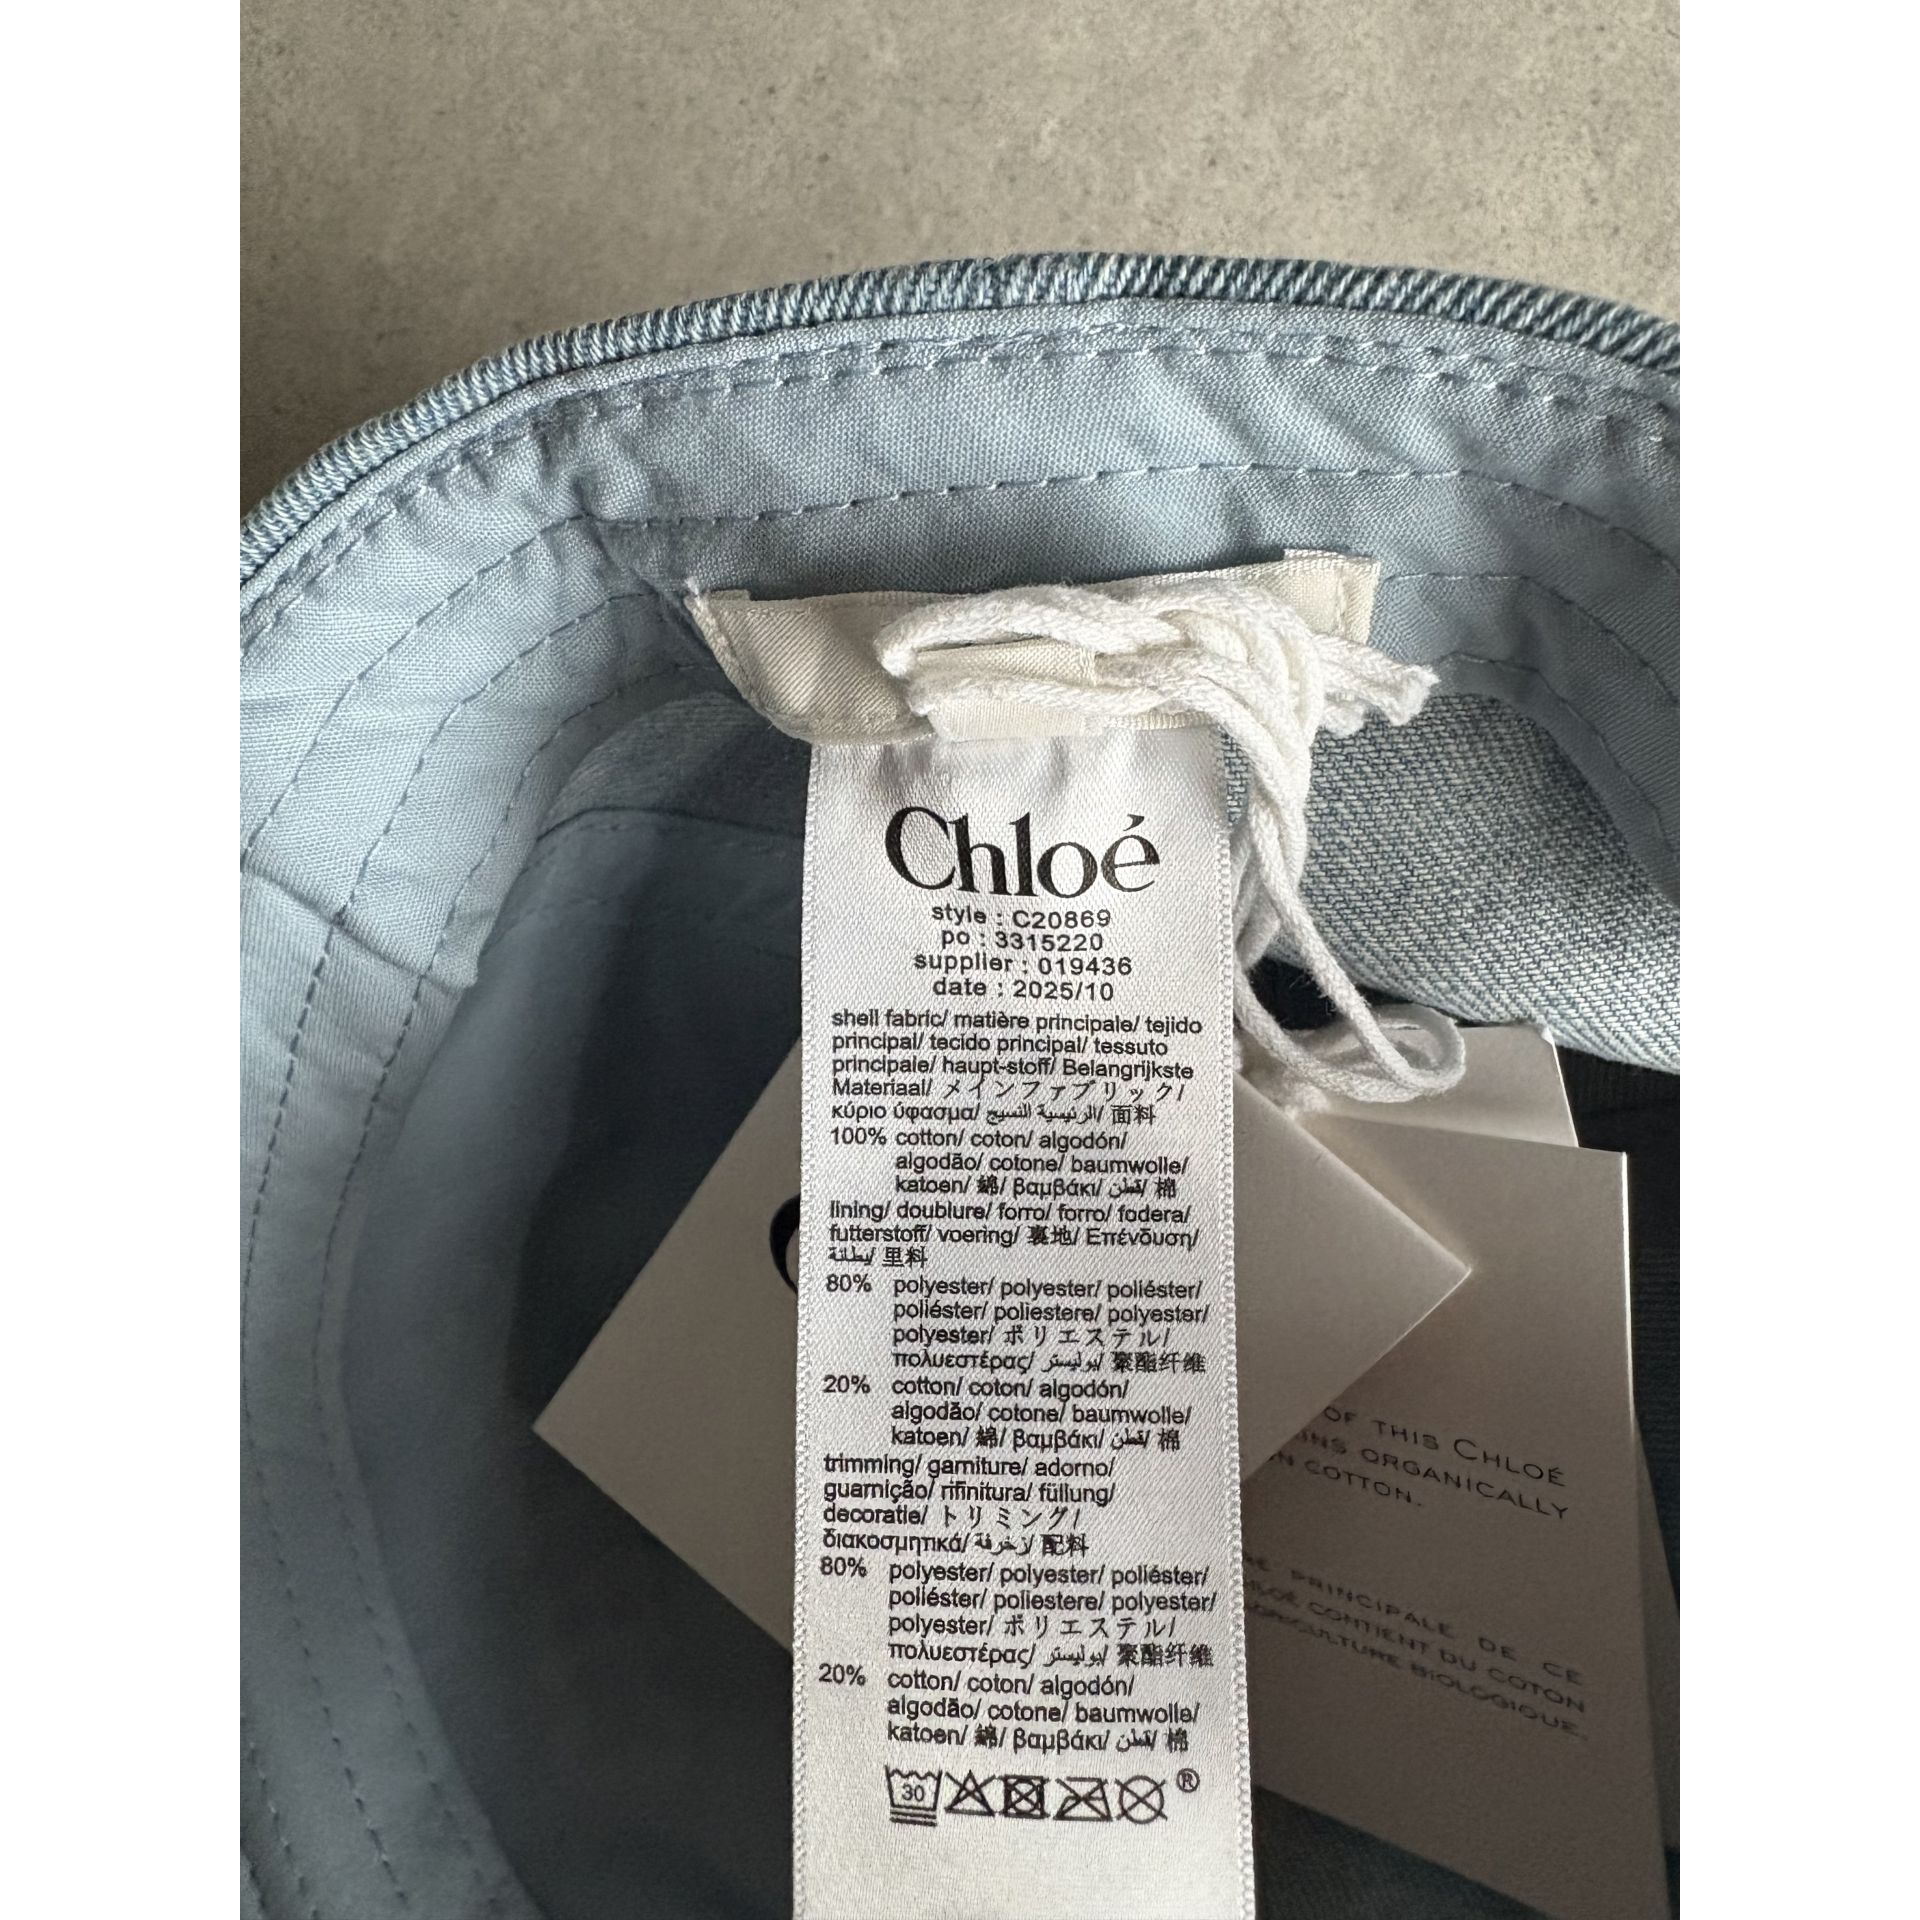 Chloé
style : C20869
po : 3315220
supplier : 019436
date : 2025/10
shell fabric/ matière principale/ tejido
principal/ tecido principal/ tessuto
principale/ haupt-stoff/ Belangrijkste
Materiaal/ メインファブリック/
κύριο ύφασμα/ الرئيسية النسيج/ 面料
100% cotton/ coton/ algodón/
algodão/ cotone/ baumwolle/
katoen/ 綿/ βαμβάκι/ قطن/ 棉
lining/ doublure/ forro/ forro/ fodera/
futterstoff/ voering/ 裏地/ Επένδυση/
بطانة/ 里料
80% polyester/ polyester/ poliéster/
poliéster/ poliestere/ polyester/
polyester/ ポリエステル/
πολυεστέρας/ بوليستر/ 聚酯纤维
20% cotton/ coton/ algodón/
algodão/ cotone/ baumwolle/
katoen/ 綿/ βαμβάκι/ قطن/ 棉
trimming/ garniture/ adorno/
guarnição/ rifinitura/ füllung/
decoratie/ トリミング/
διακοσμητικά/ زخرفة/ 配料
80% polyester/ polyester/ poliéster/
poliéster/ poliestere/ polyester/
polyester/ ポリエステル/
πολυεστέρας/ بوليستر/ 聚酯纤维
20% cotton/ coton/ algodón/
algodão/ cotone/ baumwolle/
katoen/ 綿/ βαμβάκι/ قطن/ 棉
30 ®
OF THIS CHLOÉ
ORGANICALLY
COTTON.
PRINCIPALE DE CE
CONTIENT DU COTON
BIOLOGIQUE.